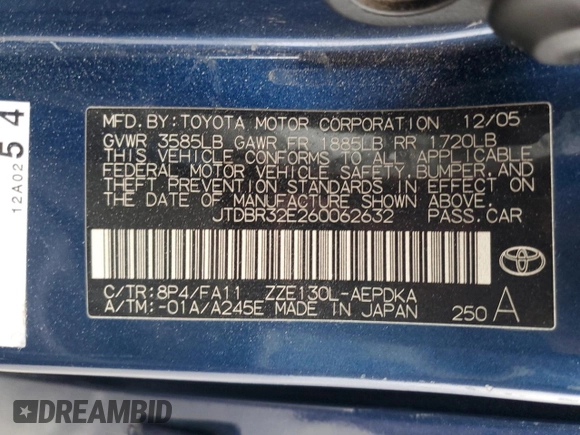 MFD. BY: TOYOTA MOTOR CORPORATION 12/05
GVWR 3585LB GAWR FR 1885LB RR 1720LB
THIS VEHICLE CONFORMS TO ALL APPLICABLE
FEDERAL MOTOR VEHICLE SAFETY, BUMPER, AND
THEFT PREVENTION STANDARDS IN EFFECT ON
THE DATE OF MANUFACTURE SHOWN ABOVE.
JTDBR32E260062632 PASS. CAR
C/TR: 8P4/FA11 ZZE130L-AEPDKA
A/TM: -01A/A245E MADE IN JAPAN 250 A
12A02 54
DREAMBID